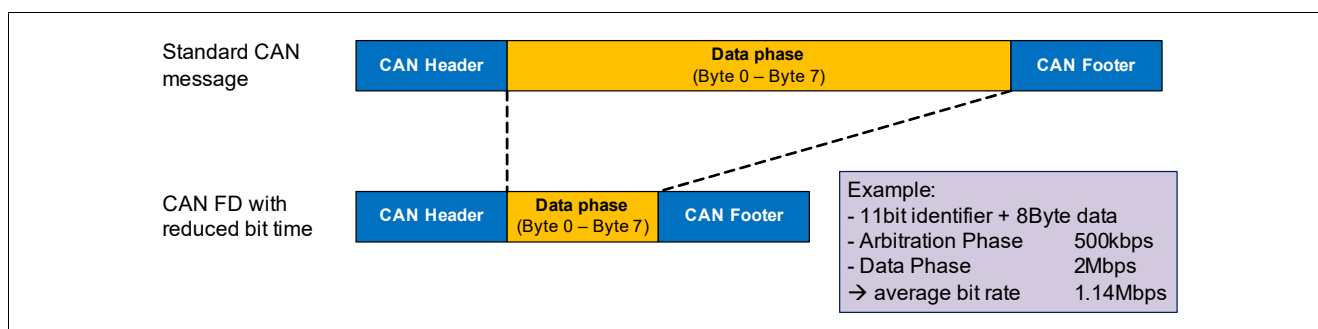 Standard CAN
message
CAN Header
Data phase
(Byte 0 – Byte 7)
CAN Footer
CAN FD with
reduced bit time
CAN Header
Data phase
(Byte 0 – Byte 7)
CAN Footer
Example:
- 11bit identifier + 8Byte data
- Arbitration Phase 500kbps
- Data Phase 2Mbps
→ average bit rate 1.14Mbps